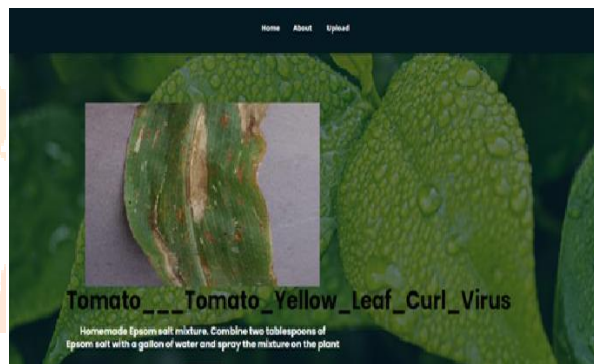 Home About Upload
Tomato___Tomato_Yellow_Leaf_Curl_Virus
Homemade Epsom salt mixture. Combine two tablespoons of
Epsom salt with a gallon of water and spray the mixture on the plant